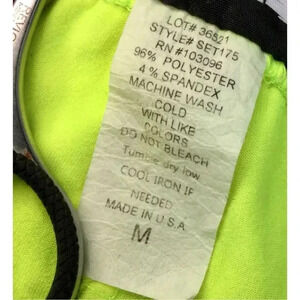 LOT# 36821
STYLE# SET175
RN #103096
96% POLYESTER
4% SPANDEX
MACHINE WASH
COLD
WITH LIKE
COLORS
DO NOT BLEACH
Tumble dry low
COOL IRON IF
NEEDED
MADE IN U.S.A
M